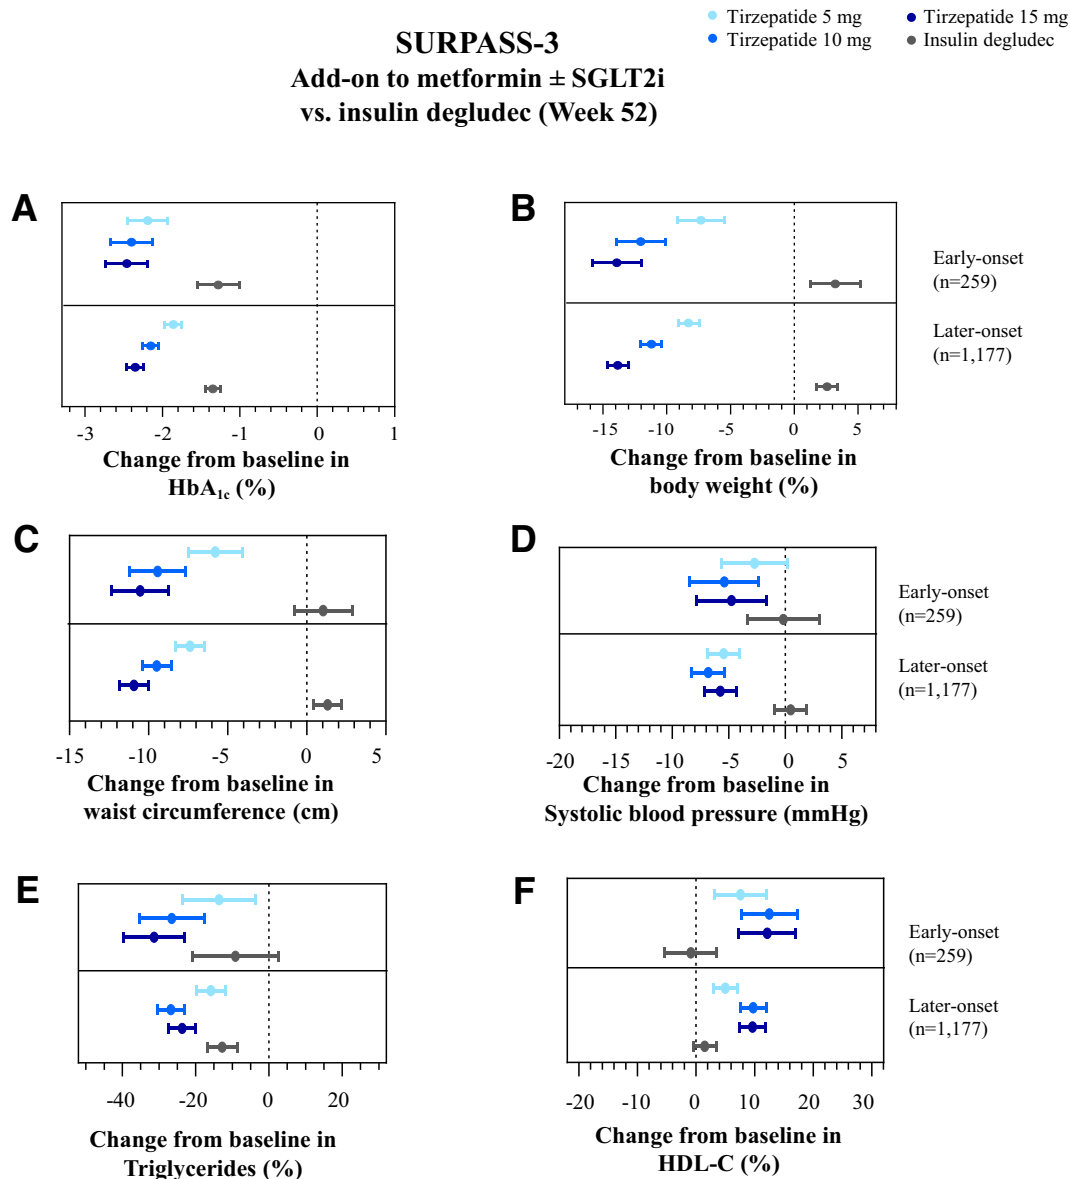 SURPASS-3
Add-on to metformin ± SGLT2i
vs. insulin degludec (Week 52)
Tirzepatide 5 mg
Tirzepatide 15 mg
Tirzepatide 10 mg
Insulin degludec
A
-3 -2 -1 0 1
Change from baseline in
HbA1c (%)
B
Early-onset
(n=259)
Later-onset
(n=1,177)
-15 -10 -5 0 5
Change from baseline in
body weight (%)
C
-15 -10 -5 0 5
Change from baseline in
waist circumference (cm)
D
Early-onset
(n=259)
Later-onset
(n=1,177)
-20 -15 -10 -5 0 5
Change from baseline in
Systolic blood pressure (mmHg)
E
-40 -20 0 20
Change from baseline in
Triglycerides (%)
F
Early-onset
(n=259)
Later-onset
(n=1,177)
-20 -10 0 10 20 30
Change from baseline in
HDL-C (%)